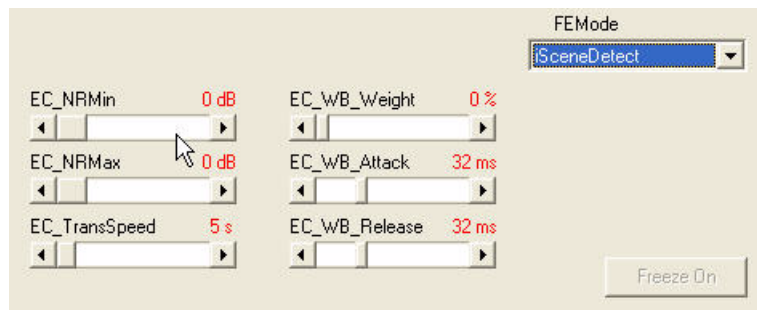 FEMode
iSceneDetect
EC_NRMin 0 dB EC_WB_Weight 0 %
EC_NRMax 0 dB EC_WB_Attack 32 ms
EC_TransSpeed 5 s EC_WB_Release 32 ms
Freeze On